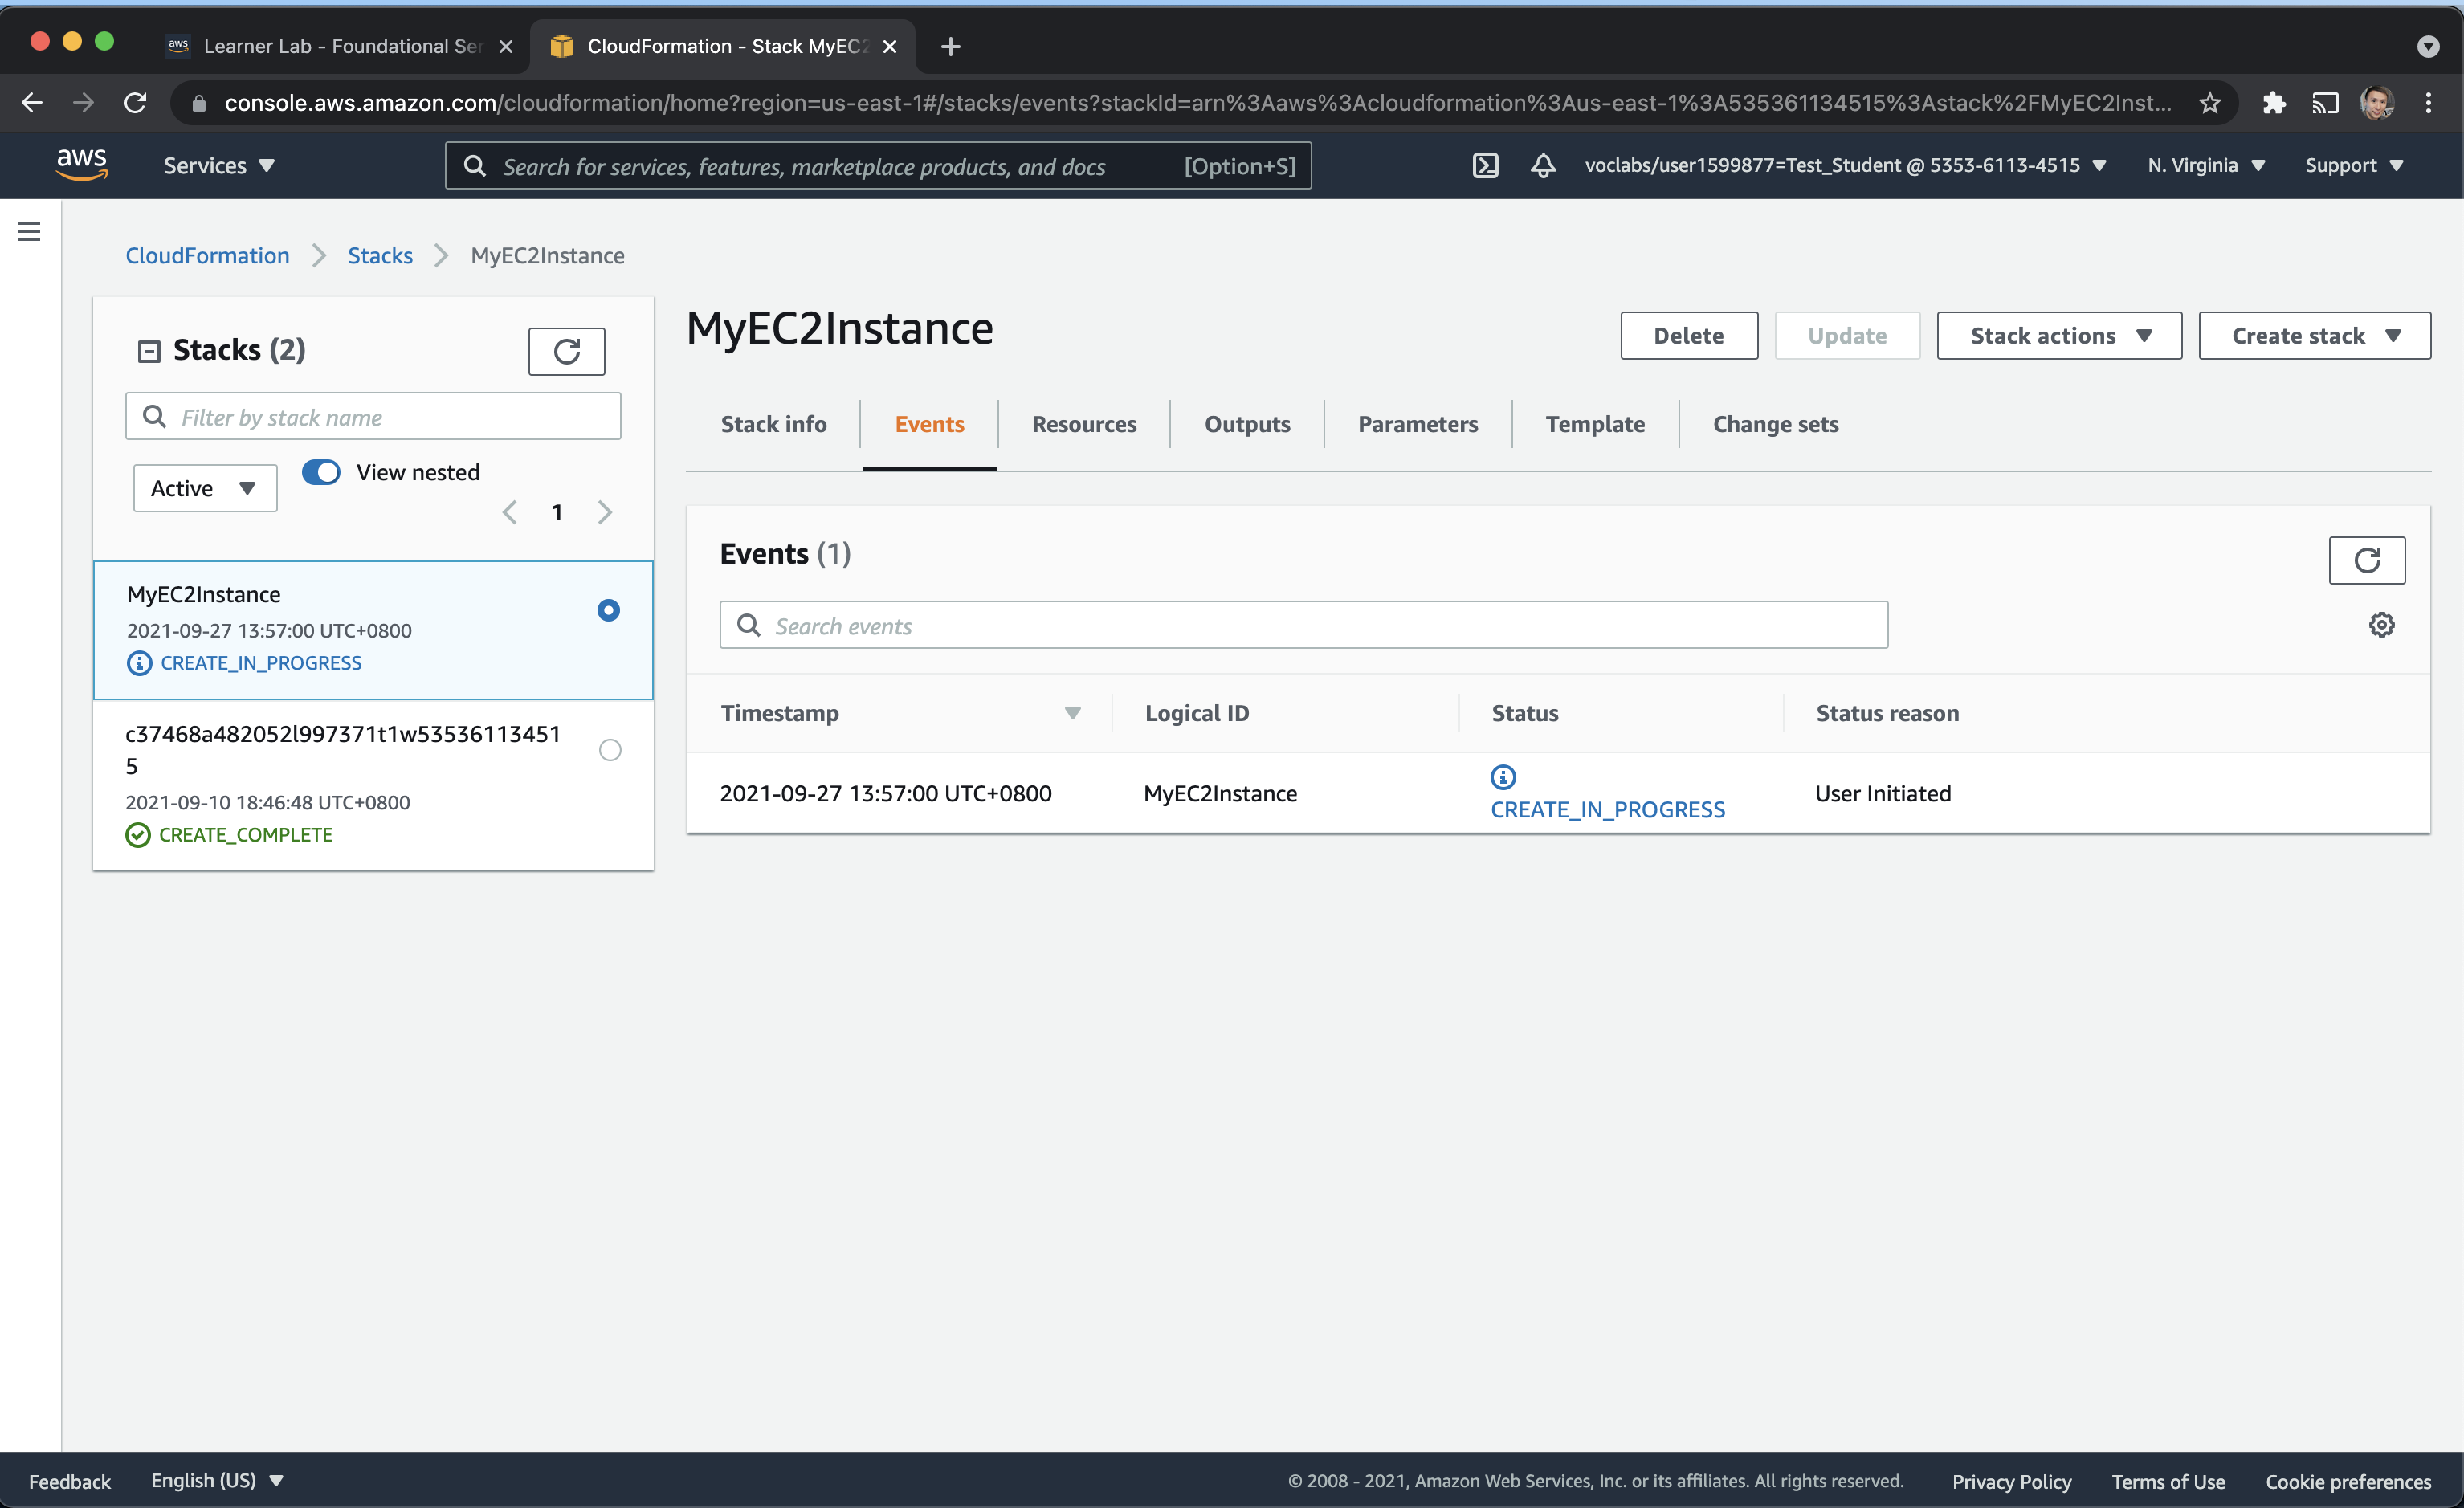 aws Learner Lab - Foundational Ser
CloudFormation - Stack MyEC2
console.aws.amazon.com/cloudformation/home?region=us-east-1#/stacks/events?stackId=arn%3Aaws%3Acloudformation%3Aus-east-1%3A535361134515%3Astack%2FMyEC2Inst...
aws
Services
Search for services, features, marketplace products, and docs
[Option+S]
voclabs/user1599877=Test_Student @ 5353-6113-4515
N. Virginia
Support
CloudFormation
Stacks
MyEC2Instance
Stacks (2)
Filter by stack name
Active
View nested
1
MyEC2Instance
2021-09-27 13:57:00 UTC+0800
CREATE_IN_PROGRESS
c37468a482052l997371t1w53536113451
5
2021-09-10 18:46:48 UTC+0800
CREATE_COMPLETE
MyEC2Instance
Delete
Update
Stack actions
Create stack
Stack info
Events
Resources
Outputs
Parameters
Template
Change sets
Events (1)
Search events
Timestamp
Logical ID
Status
Status reason
2021-09-27 13:57:00 UTC+0800
MyEC2Instance
CREATE_IN_PROGRESS
User Initiated
Feedback
English (US)
© 2008 - 2021, Amazon Web Services, Inc. or its affiliates. All rights reserved.
Privacy Policy
Terms of Use
Cookie preferences